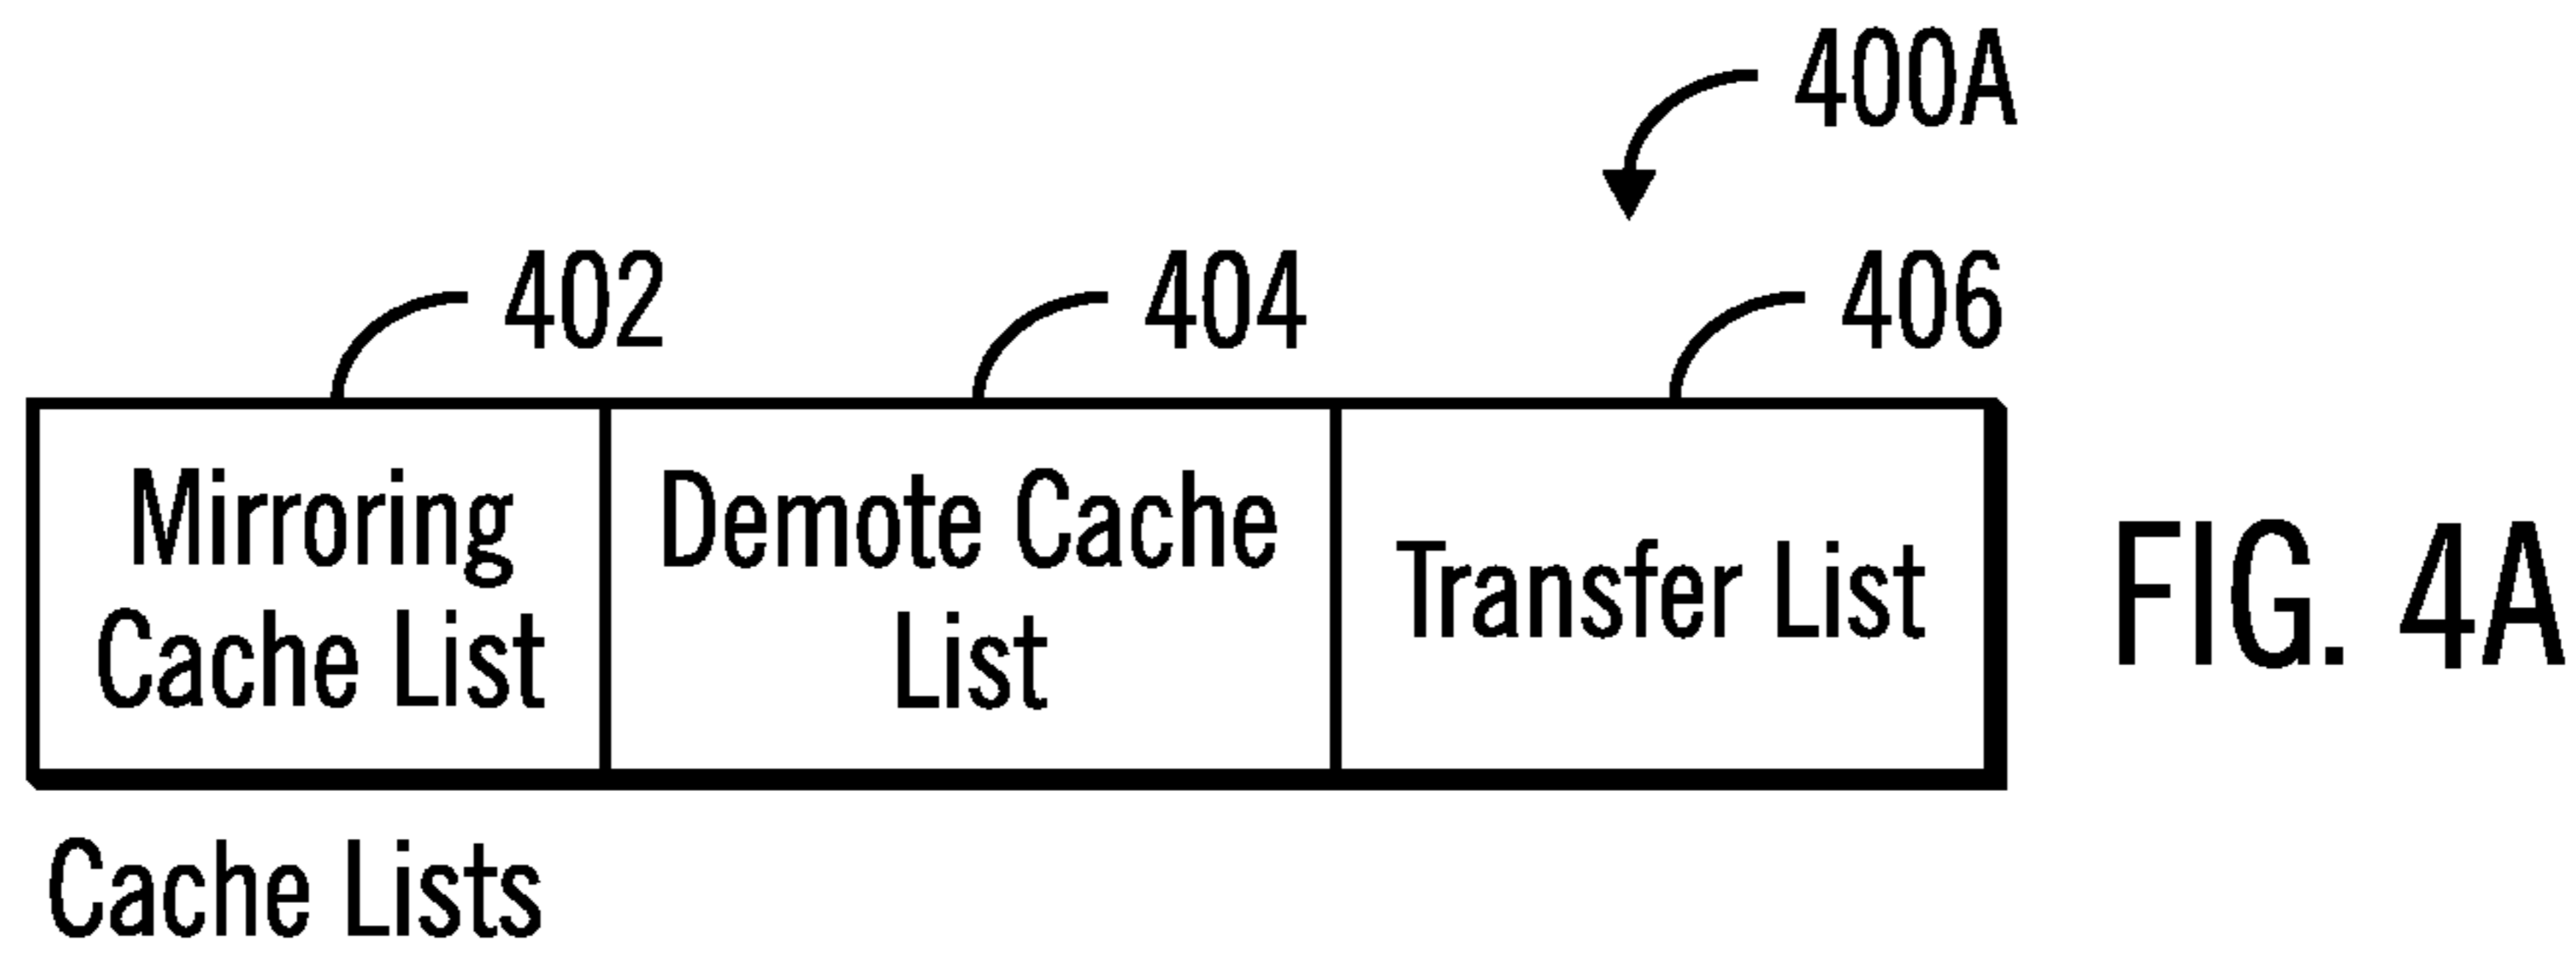 400A
402
404
406
Mirroring
Cache List
Demote Cache
List
Transfer List
FIG. 4A
Cache Lists